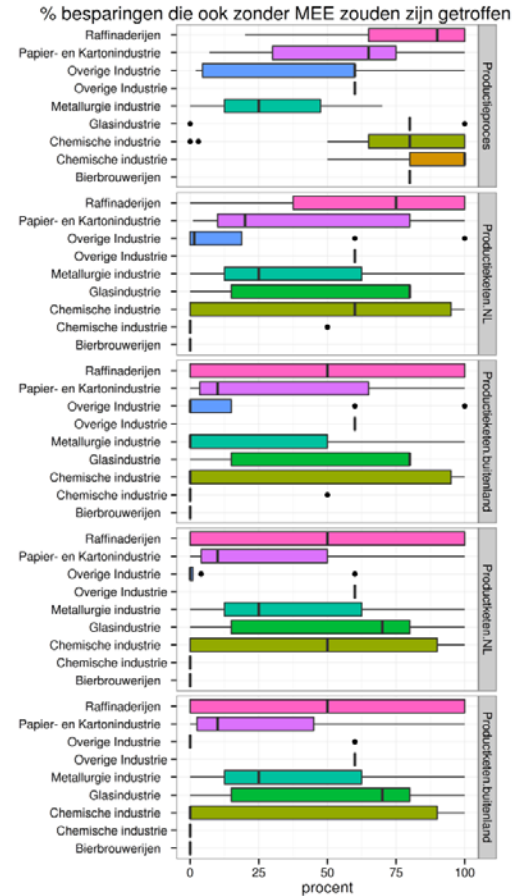 % besparingen die ook zonder MEE zouden zijn getroffen
Raffinaderijen
Papier- en Kartonindustrie
Overige Industrie
Overige Industrie
Metallurgie industrie
Glasindustrie
Chemische industrie
Chemische industrie
Bierbrouwerijen
Productieproces
Raffinaderijen
Papier- en Kartonindustrie
Overige Industrie
Overige Industrie
Metallurgie industrie
Glasindustrie
Chemische industrie
Chemische industrie
Bierbrouwerijen
Productieketen.NL
Raffinaderijen
Papier- en Kartonindustrie
Overige Industrie
Overige Industrie
Metallurgie industrie
Glasindustrie
Chemische industrie
Chemische industrie
Bierbrouwerijen
Productieketen.buitenland
Raffinaderijen
Papier- en Kartonindustrie
Overige Industrie
Overige Industrie
Metallurgie industrie
Glasindustrie
Chemische industrie
Chemische industrie
Bierbrouwerijen
Productketen.NL
Raffinaderijen
Papier- en Kartonindustrie
Overige Industrie
Overige Industrie
Metallurgie industrie
Glasindustrie
Chemische industrie
Chemische industrie
Bierbrouwerijen
Productketen.buitenland
0 25 50 75 100
procent